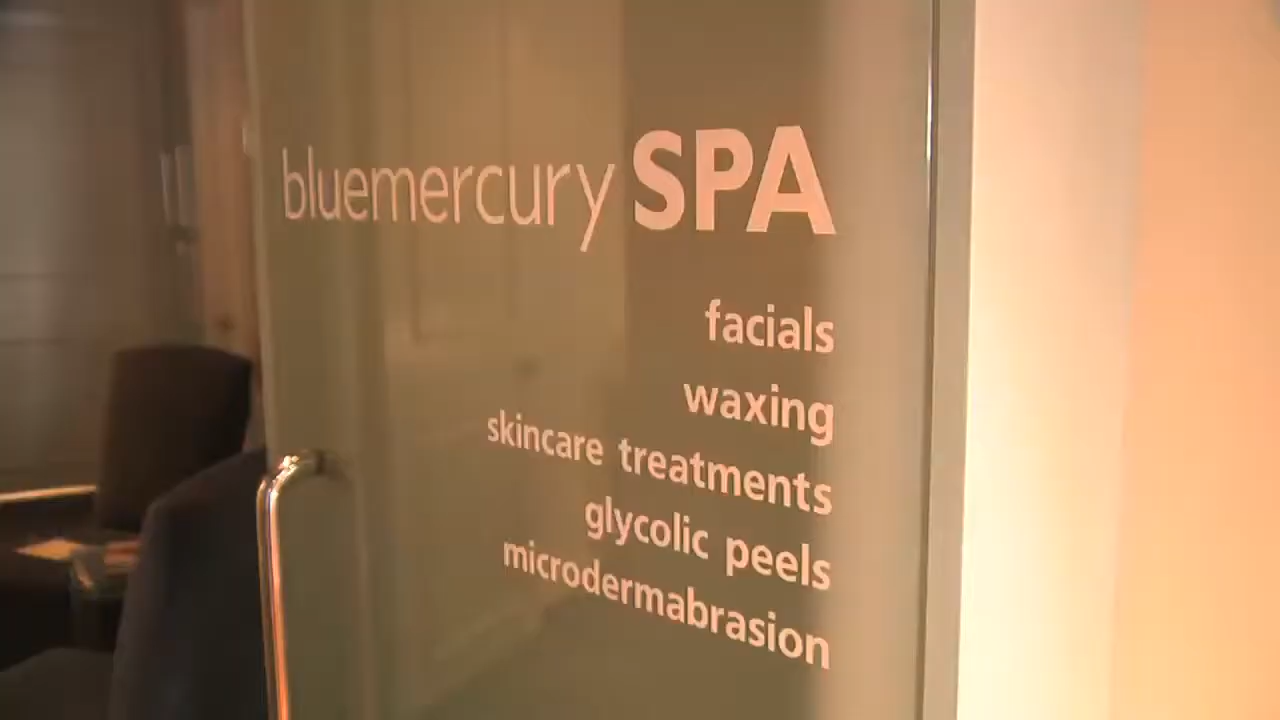 bluemercury SPA
facials
waxing
skincare treatments
glycolic peels
microdermabrasion